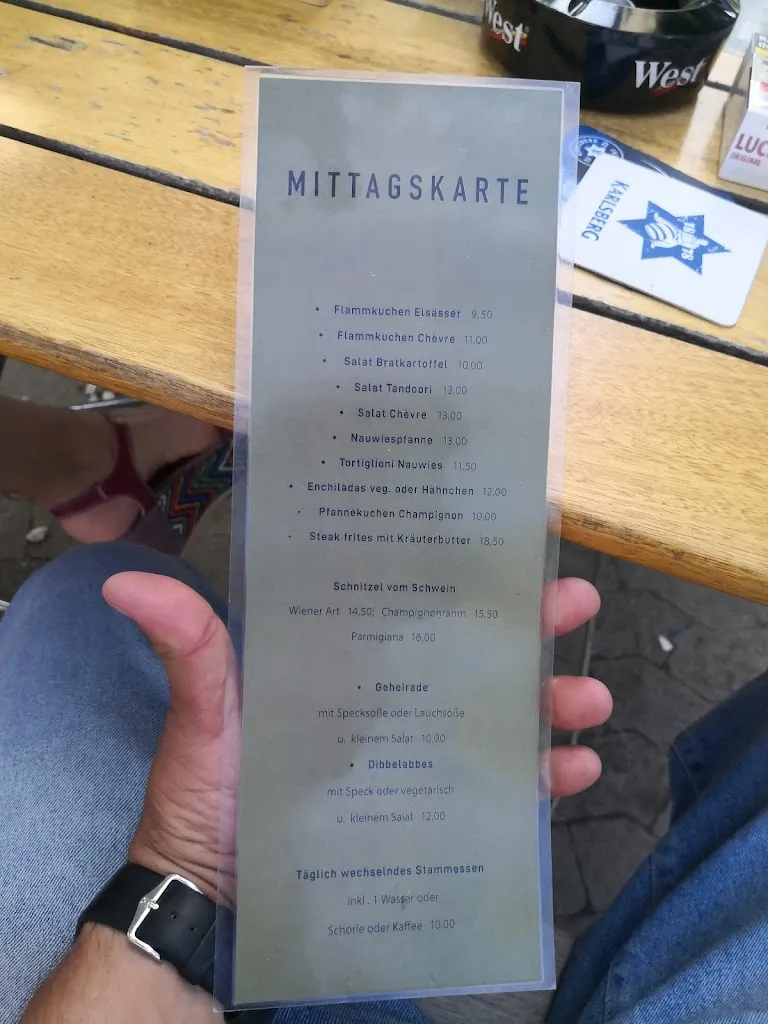 West
West
LUC
ORIGINAL
KARLSBERG
1878
MITTAGSKARTE
• Flammkuchen Elsässer 9,50
• Flammkuchen Chèvre 11,00
• Salat Bratkartoffel 10,00
• Salat Tandoori 13,00
• Salat Chèvre 13,00
• Nauwiespfanne 13,00
• Tortiglioni Nauwies 11,50
• Enchiladas veg. oder Hähnchen 12,00
• Pfannekuchen Champignon 10,00
• Steak frites mit Kräuterbutter 18,50
Schnitzel vom Schwein
Wiener Art 14,50; Champignonrahm 15,50
Parmigiana 16,00
• Geheirade
mit Specksoße oder Lauchsoße
u. kleinem Salat 10,00
• Dibbelabbes
mit Speck oder vegetarisch
u. kleinem Salat 12,00
Täglich wechselndes Stammessen
inkl. 1 Wasser oder
Schorle oder Kaffee 10,00